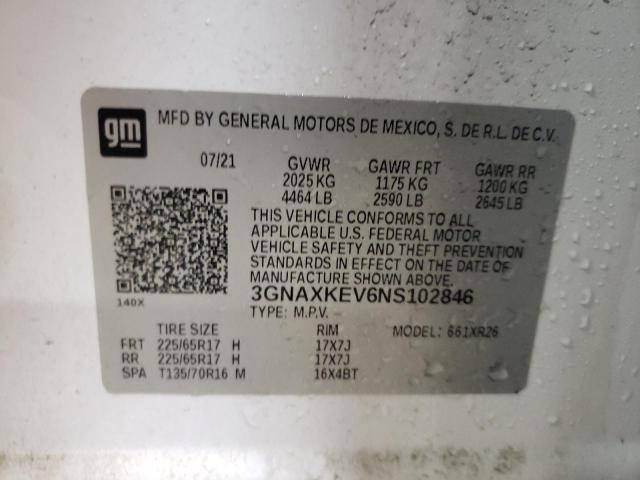 gm
MFD BY GENERAL MOTORS DE MEXICO, S. DE R.L. DE C.V.
07/21 GVWR GAWR FRT GAWR RR
2025 KG 1175 KG 1200 KG
4464 LB 2590 LB 2645 LB
THIS VEHICLE CONFORMS TO ALL
APPLICABLE U.S. FEDERAL MOTOR
VEHICLE SAFETY AND THEFT PREVENTION
STANDARDS IN EFFECT ON THE DATE OF
MANUFACTURE SHOWN ABOVE.
3GNAXKEV6NS102846
140X
TYPE: M.P.V.
TIRE SIZE RIM MODEL: 661XR26
FRT 225/65R17 H 17X7J
RR 225/65R17 H 17X7J
SPA T135/70R16 M 16X4BT